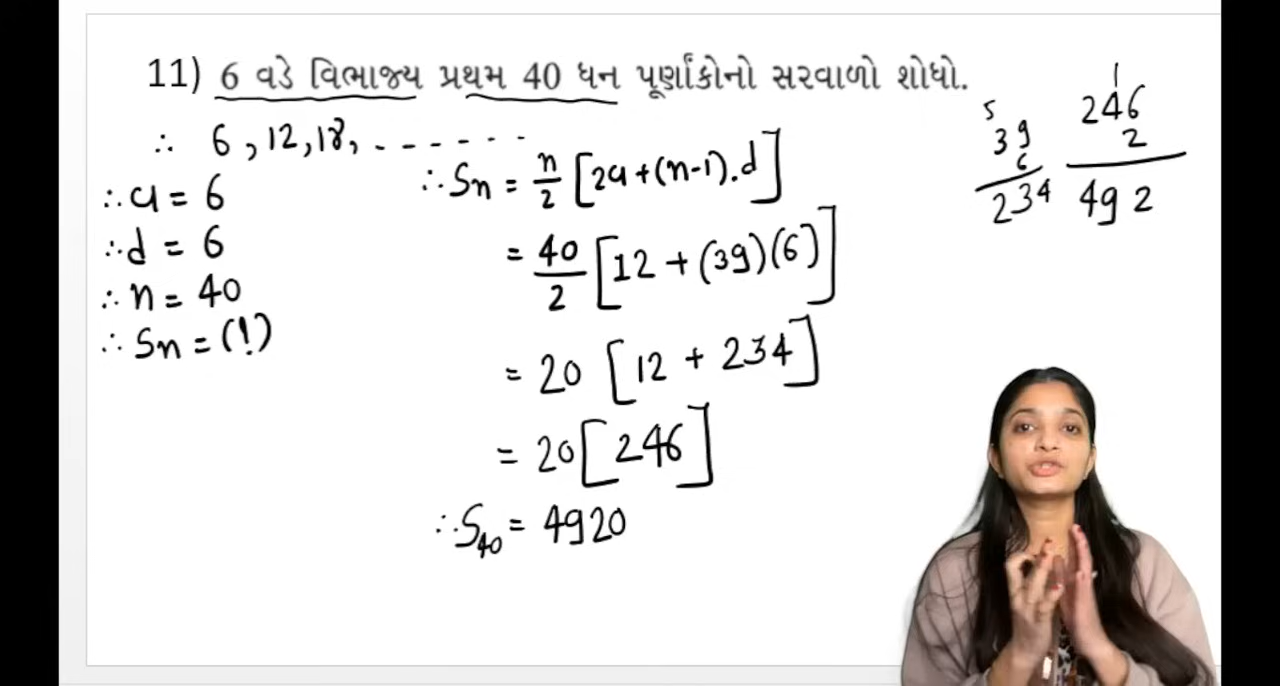 11) 6 વડે વિભાજ્ય પ્રથમ 40 ધન પૂર્ણાંકોનો સરવાળો શોધો.
∴ 6, 12, 18, - - - - - -
∴ a = 6
∴ d = 6
∴ n = 40
∴ Sn = (!)
∴ Sn = n/2 [2a + (n-1).d]
= 40/2 [12 + (39)(6)]
= 20 [12 + 234]
= 20 [246]
∴ S40 = 4920
5
39
6
234
1
246
2
492